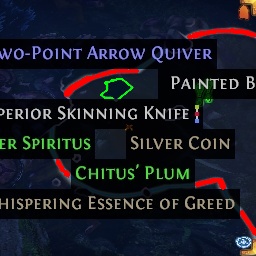 wo-Point Arrow Quiver
Painted B
perior Skinning Knife
er Spiritus
Silver Coin
Chitus' Plum
hispering Essence of Greed